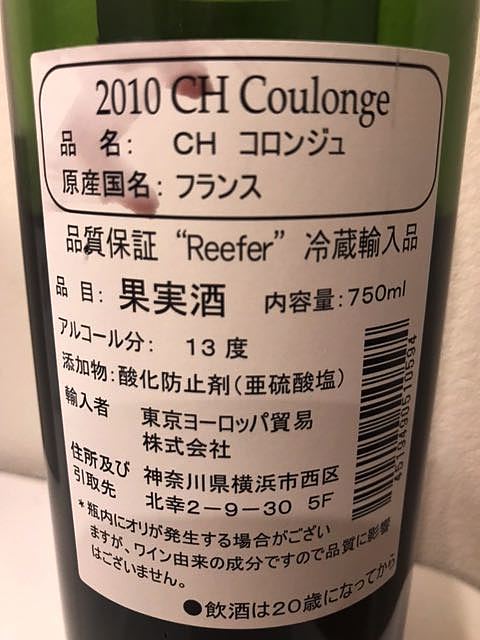 2010 CH Coulonge
品 名: CH コロンジュ
原産国名: フランス
品質保証 “Reefer” 冷蔵輸入品
品目: 果実酒 内容量:750ml
アルコール分: 13度
添加物:酸化防止剤(亜硫酸塩)
輸入者 東京ヨーロッパ貿易
株式会社
住所及び 神奈川県横浜市西区
引取先 北幸2-9-30 5F
*瓶内にオリが発生する場合がござい
ますが、ワイン由来の成分ですので品質に影響
はございません。
●飲酒は20歳になってから